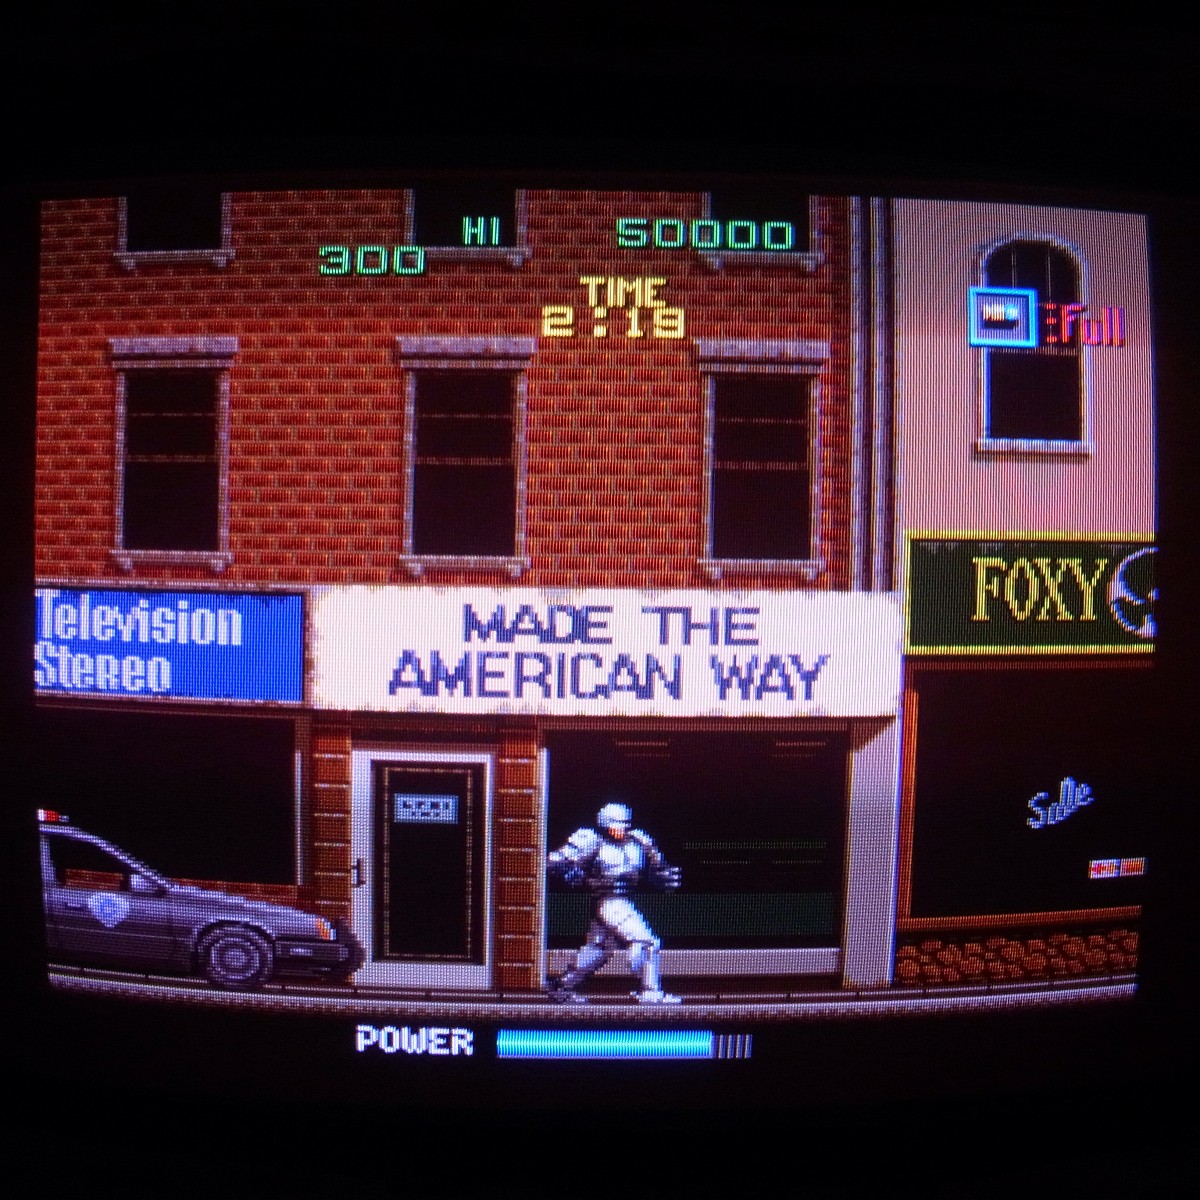 HI 50000
300
TIME
2:19
:Full
FOXY
Television
Stereo
MADE THE
AMERICAN WAY
Sale
POWER